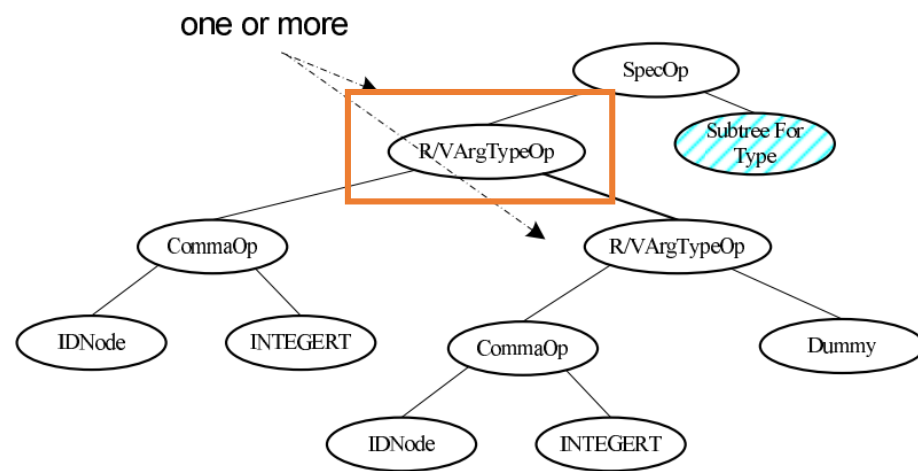 one or more
SpecOp
Subtree For
Type
R/VArgTypeOp
CommaOp
R/VArgTypeOp
IDNode
INTEGERT
CommaOp
Dummy
IDNode
INTEGERT